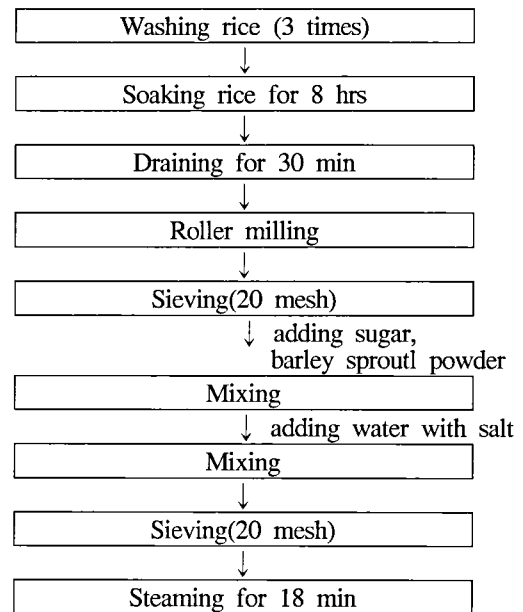 Washing rice (3 times)
Soaking rice for 8 hrs
Draining for 30 min
Roller milling
Sieving(20 mesh)
adding sugar,
barley sproutl powder
Mixing
adding water with salt
Mixing
Sieving(20 mesh)
Steaming for 18 min